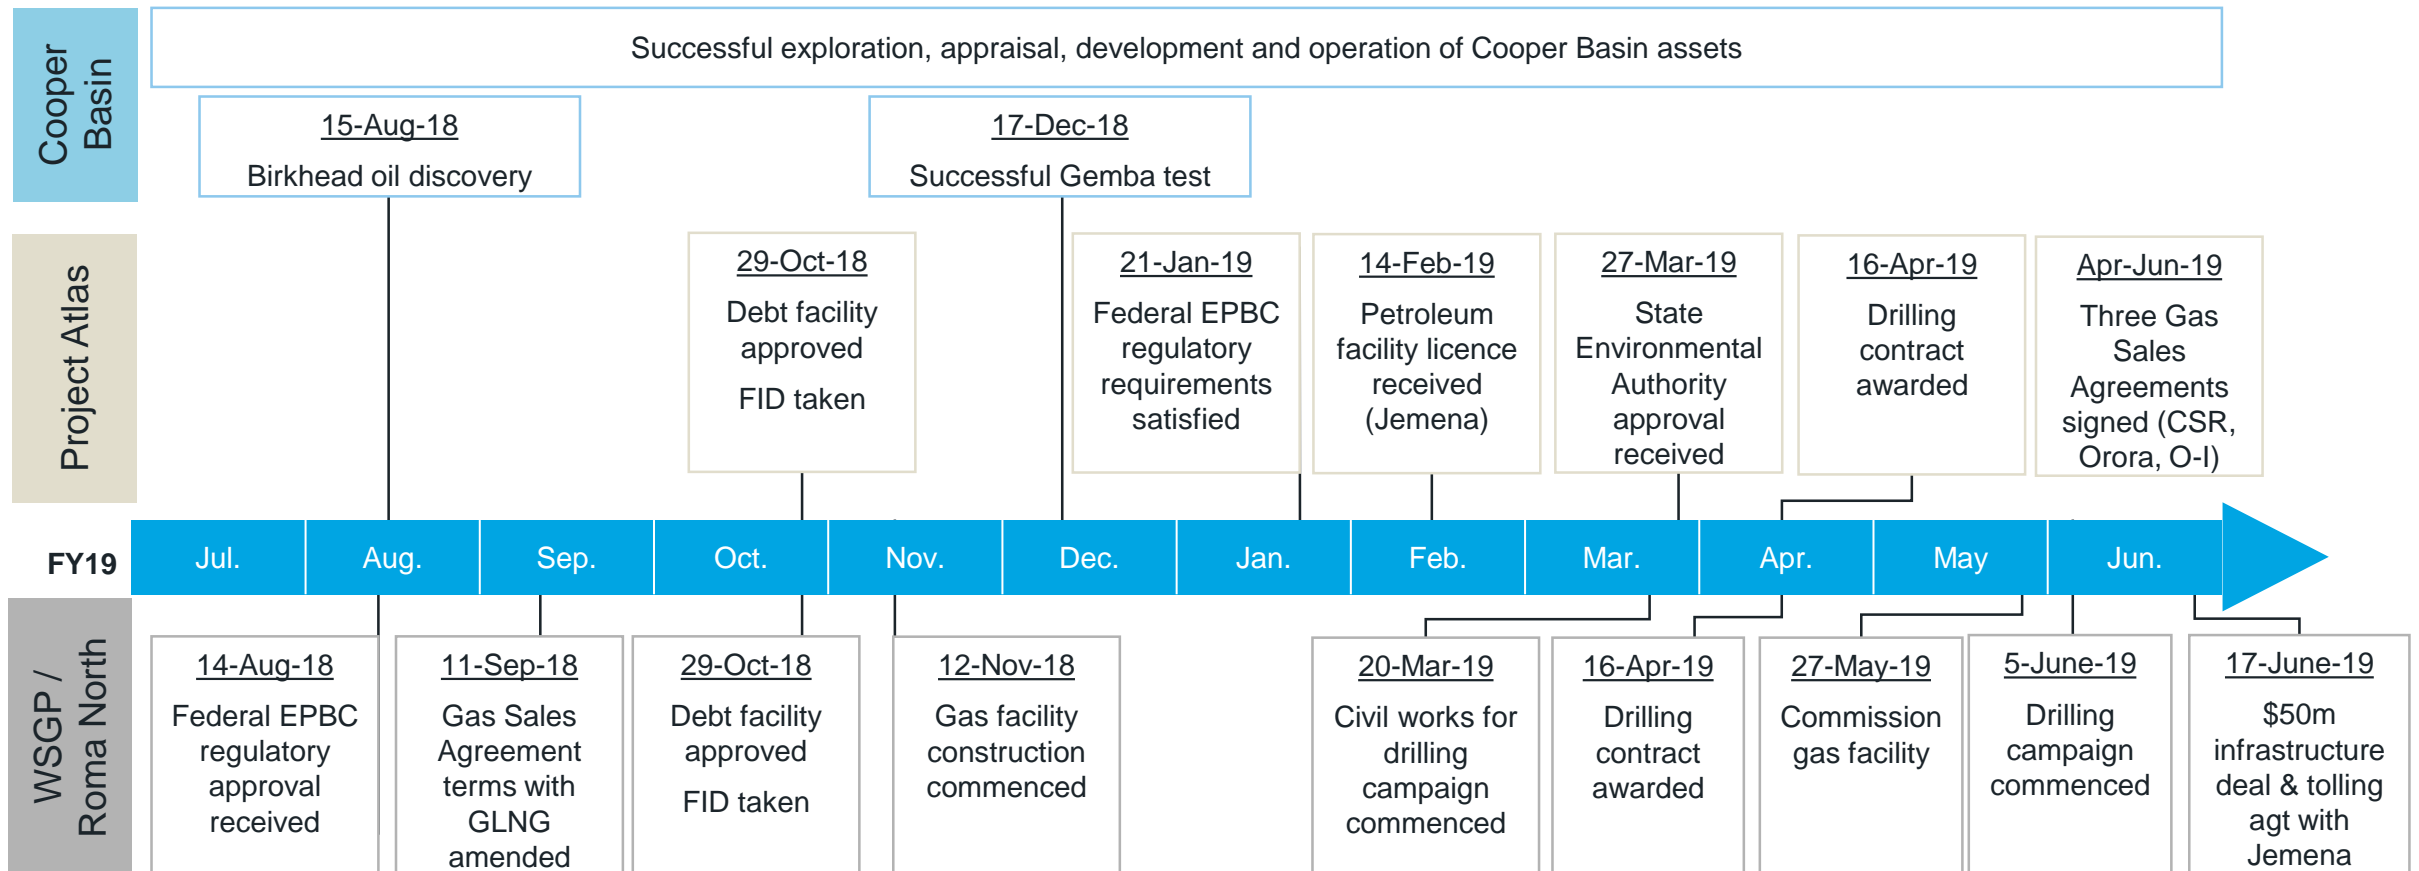 Cooper
Basin
Successful exploration, appraisal, development and operation of Cooper Basin assets
15-Aug-18
Birkhead oil discovery
17-Dec-18
Successful Gemba test
Project Atlas
29-Oct-18
Debt facility
approved
FID taken
21-Jan-19
Federal EPBC
regulatory
requirements
satisfied
14-Feb-19
Petroleum
facility licence
received
(Jemena)
27-Mar-19
State
Environmental
Authority
approval
received
16-Apr-19
Drilling
contract
awarded
Apr-Jun-19
Three Gas
Sales
Agreements
signed (CSR,
Orora, O-I)
FY19
Jul.
Aug.
Sep.
Oct.
Nov.
Dec.
Jan.
Feb.
Mar.
Apr.
May
Jun.
WSGP /
Roma North
14-Aug-18
Federal EPBC
regulatory
approval
received
11-Sep-18
Gas Sales
Agreement
terms with
GLNG
amended
29-Oct-18
Debt facility
approved
FID taken
12-Nov-18
Gas facility
construction
commenced
20-Mar-19
Civil works for
drilling
campaign
commenced
16-Apr-19
Drilling
contract
awarded
27-May-19
Commission
gas facility
5-June-19
Drilling
campaign
commenced
17-June-19
$50m
infrastructure
deal & tolling
agt with
Jemena